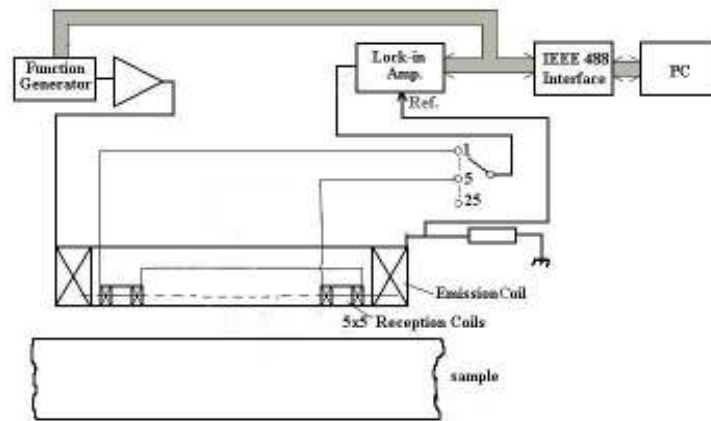 Function
Generator
Lock-in
Amp.
IEEE 488
Interface
PC
Ref.
1
5
25
Emission Coil
5x5 Reception Coils
sample